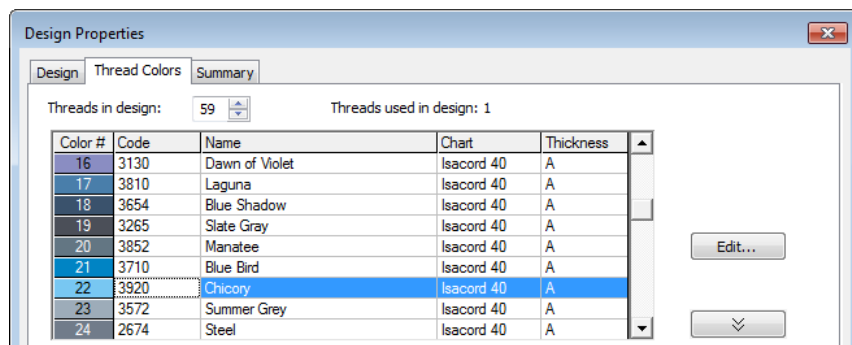 Design Properties
Design Thread Colors Summary
Threads in design: 59 Threads used in design: 1
Color # Code Name Chart Thickness
16 3130 Dawn of Violet Isacord 40 A
17 3810 Laguna Isacord 40 A
18 3654 Blue Shadow Isacord 40 A
19 3265 Slate Gray Isacord 40 A
20 3852 Manatee Isacord 40 A
Edit...
21 3710 Blue Bird Isacord 40 A
22 3920 Chicory Isacord 40 A
23 3572 Summer Grey Isacord 40 A
24 2674 Steel Isacord 40 A